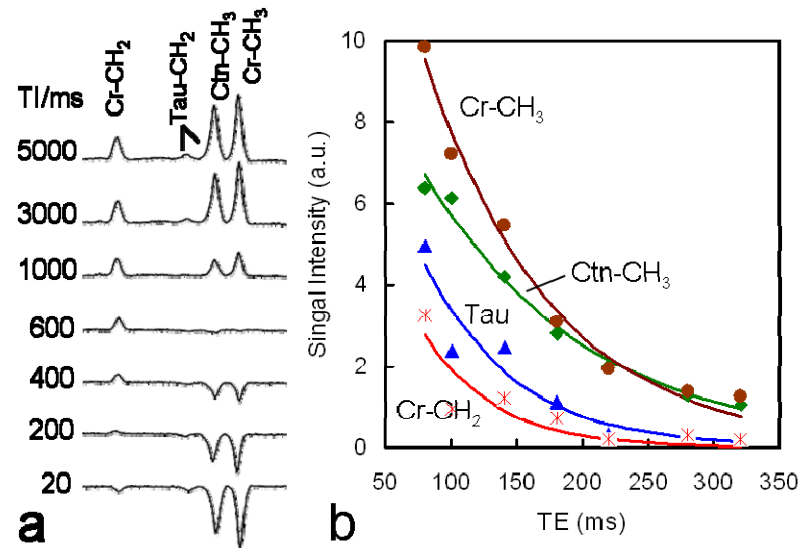 TI/ms
Cr-CH₂
Tau-CH₂
Ctn-CH₃
Cr-CH₃
5000
3000
1000
600
400
200
20
a
Singal Intensity (a.u.)
10
8
6
4
2
0
Cr-CH₃
Ctn-CH₃
Tau
Cr-CH₂
50
100
150
200
250
300
350
TE (ms)
b